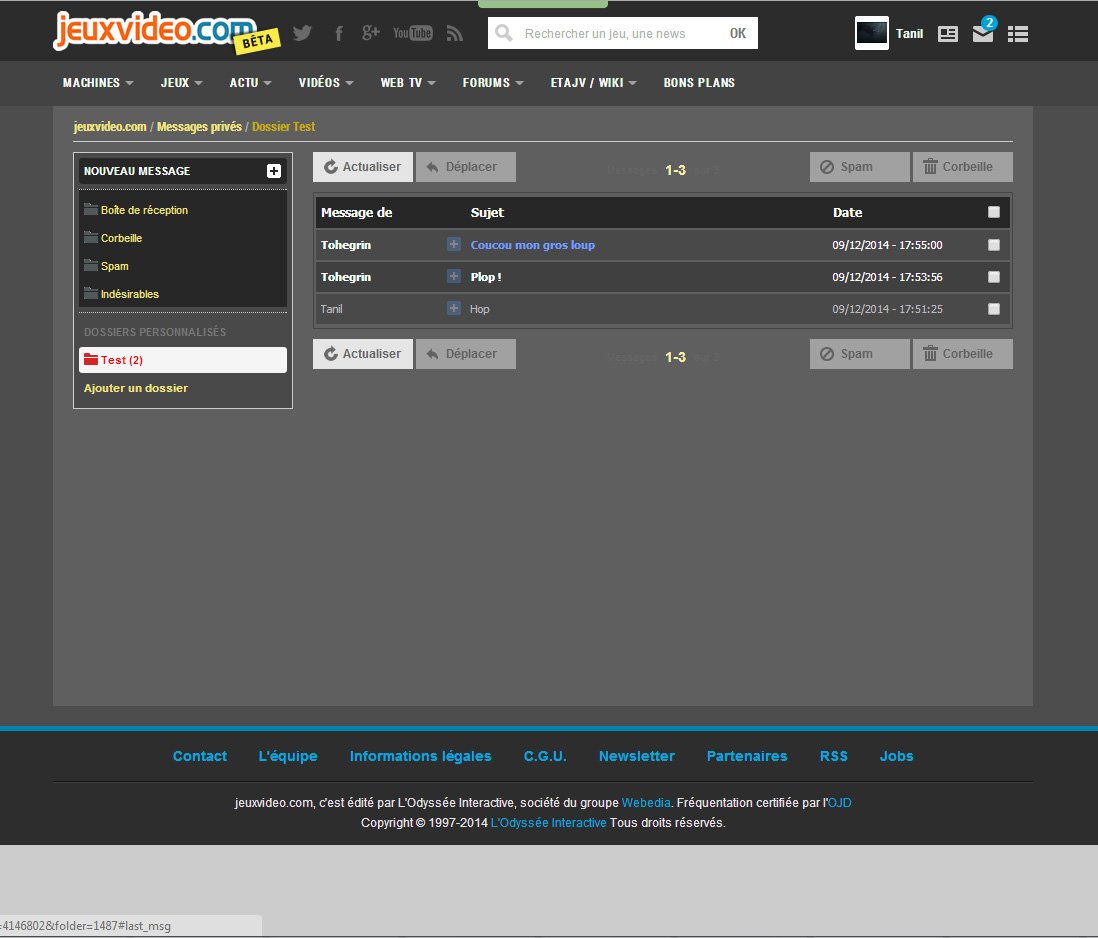 jeuxvideo.com BÊTA
f g+ YouTube
Rechercher un jeu, une news OK
Tanil 2
MACHINES JEUX ACTU VIDÉOS WEB TV FORUMS ETAJV / WIKI BONS PLANS
jeuxvideo.com / Messages privés / Dossier Test
NOUVEAU MESSAGE
Boîte de réception
Corbeille
Spam
Indésirables
DOSSIERS PERSONNALISÉS
Test (2)
Ajouter un dossier
Actualiser Déplacer Messages 1-3 sur 3 Spam Corbeille
Message de Sujet Date
Tohegrin Coucou mon gros loup 09/12/2014 - 17:55:00
Tohegrin Plop ! 09/12/2014 - 17:53:56
Tanil Hop 09/12/2014 - 17:51:25
Actualiser Déplacer Messages 1-3 sur 3 Spam Corbeille
Contact L'équipe Informations légales C.G.U. Newsletter Partenaires RSS Jobs
jeuxvideo.com, c'est édité par L'Odyssée Interactive, société du groupe Webedia. Fréquentation certifiée par l'OJD
Copyright © 1997-2014 L'Odyssée Interactive Tous droits réservés.
=4146802&folder=1487#last_msg